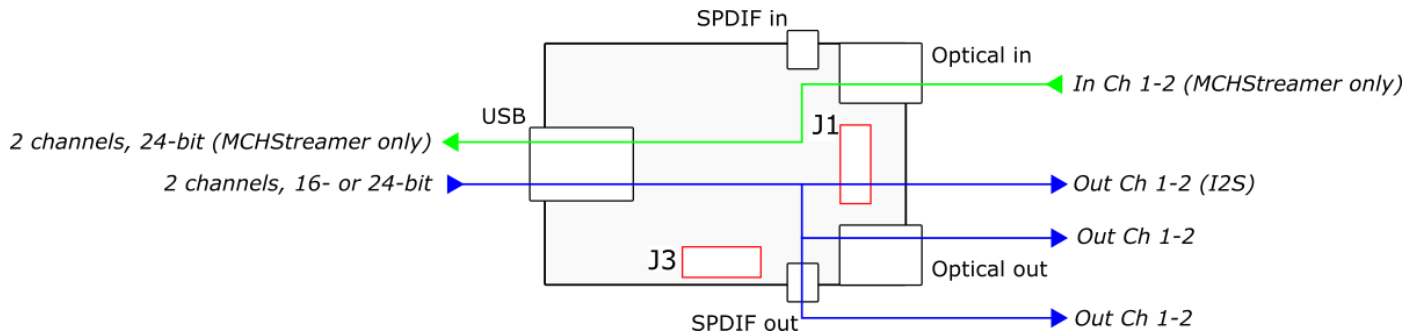 SPDIF in
Optical in
In Ch 1-2 (MCHStreamer only)
USB
J1
2 channels, 24-bit (MCHStreamer only)
2 channels, 16- or 24-bit
Out Ch 1-2 (I2S)
Out Ch 1-2
J3
Optical out
SPDIF out
Out Ch 1-2